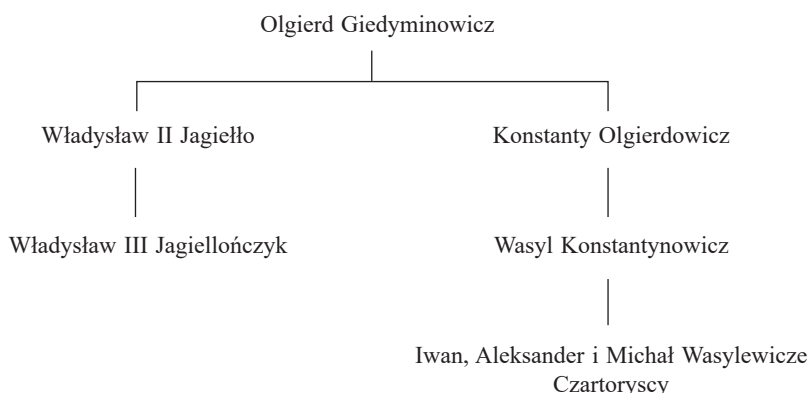 Olgierd Giedyminowicz
Władysław II Jagiełło
Konstanty Olgierdowicz
Władysław III Jagiellończyk
Wasyl Konstantynowicz
Iwan, Aleksander i Michał Wasylewicze
Czartoryscy